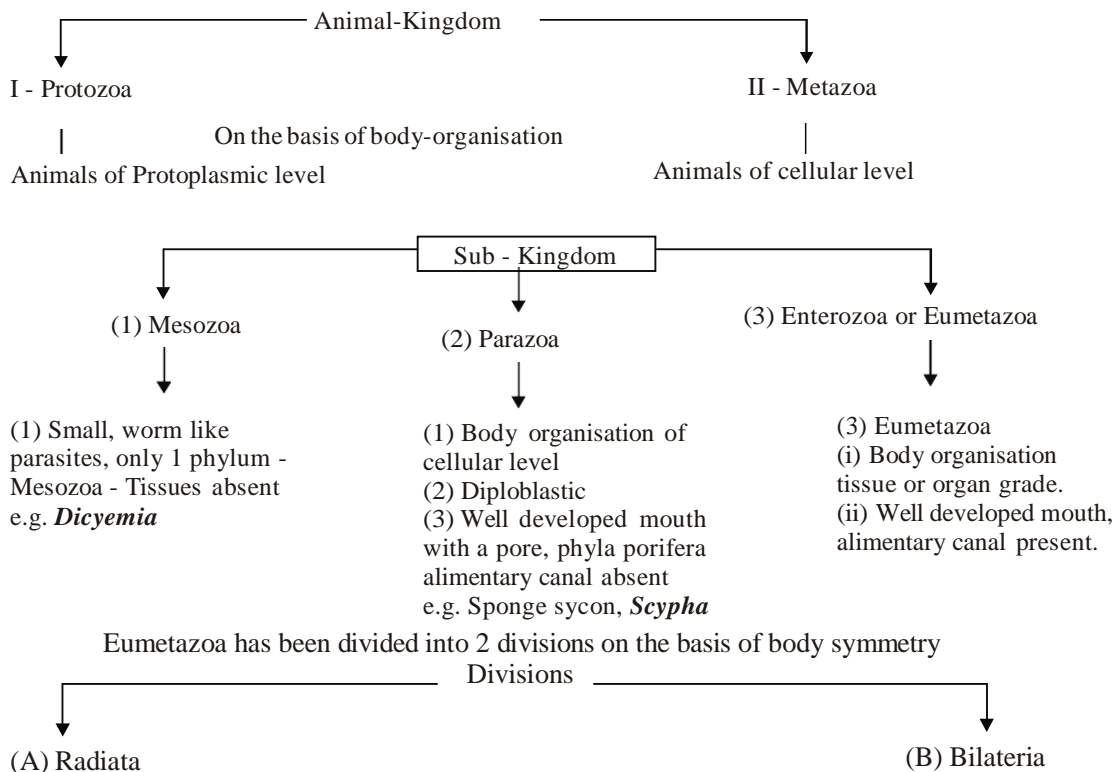 Animal-Kingdom
I - Protozoa
II - Metazoa
On the basis of body-organisation
Animals of Protoplasmic level
Animals of cellular level
Sub - Kingdom
(1) Mesozoa
(2) Parazoa
(3) Enterozoa or Eumetazoa
(1) Small, worm like
parasites, only 1 phylum -
Mesozoa - Tissues absent
e.g. Dicyemia
(1) Body organisation of
cellular level
(2) Diploblastic
(3) Well developed mouth
with a pore, phyla porifera
alimentary canal absent
e.g. Sponge sycon, Scypha
(3) Eumetazoa
(i) Body organisation
tissue or organ grade.
(ii) Well developed mouth,
alimentary canal present.
Eumetazoa has been divided into 2 divisions on the basis of body symmetry
Divisions
(A) Radiata
(B) Bilateria